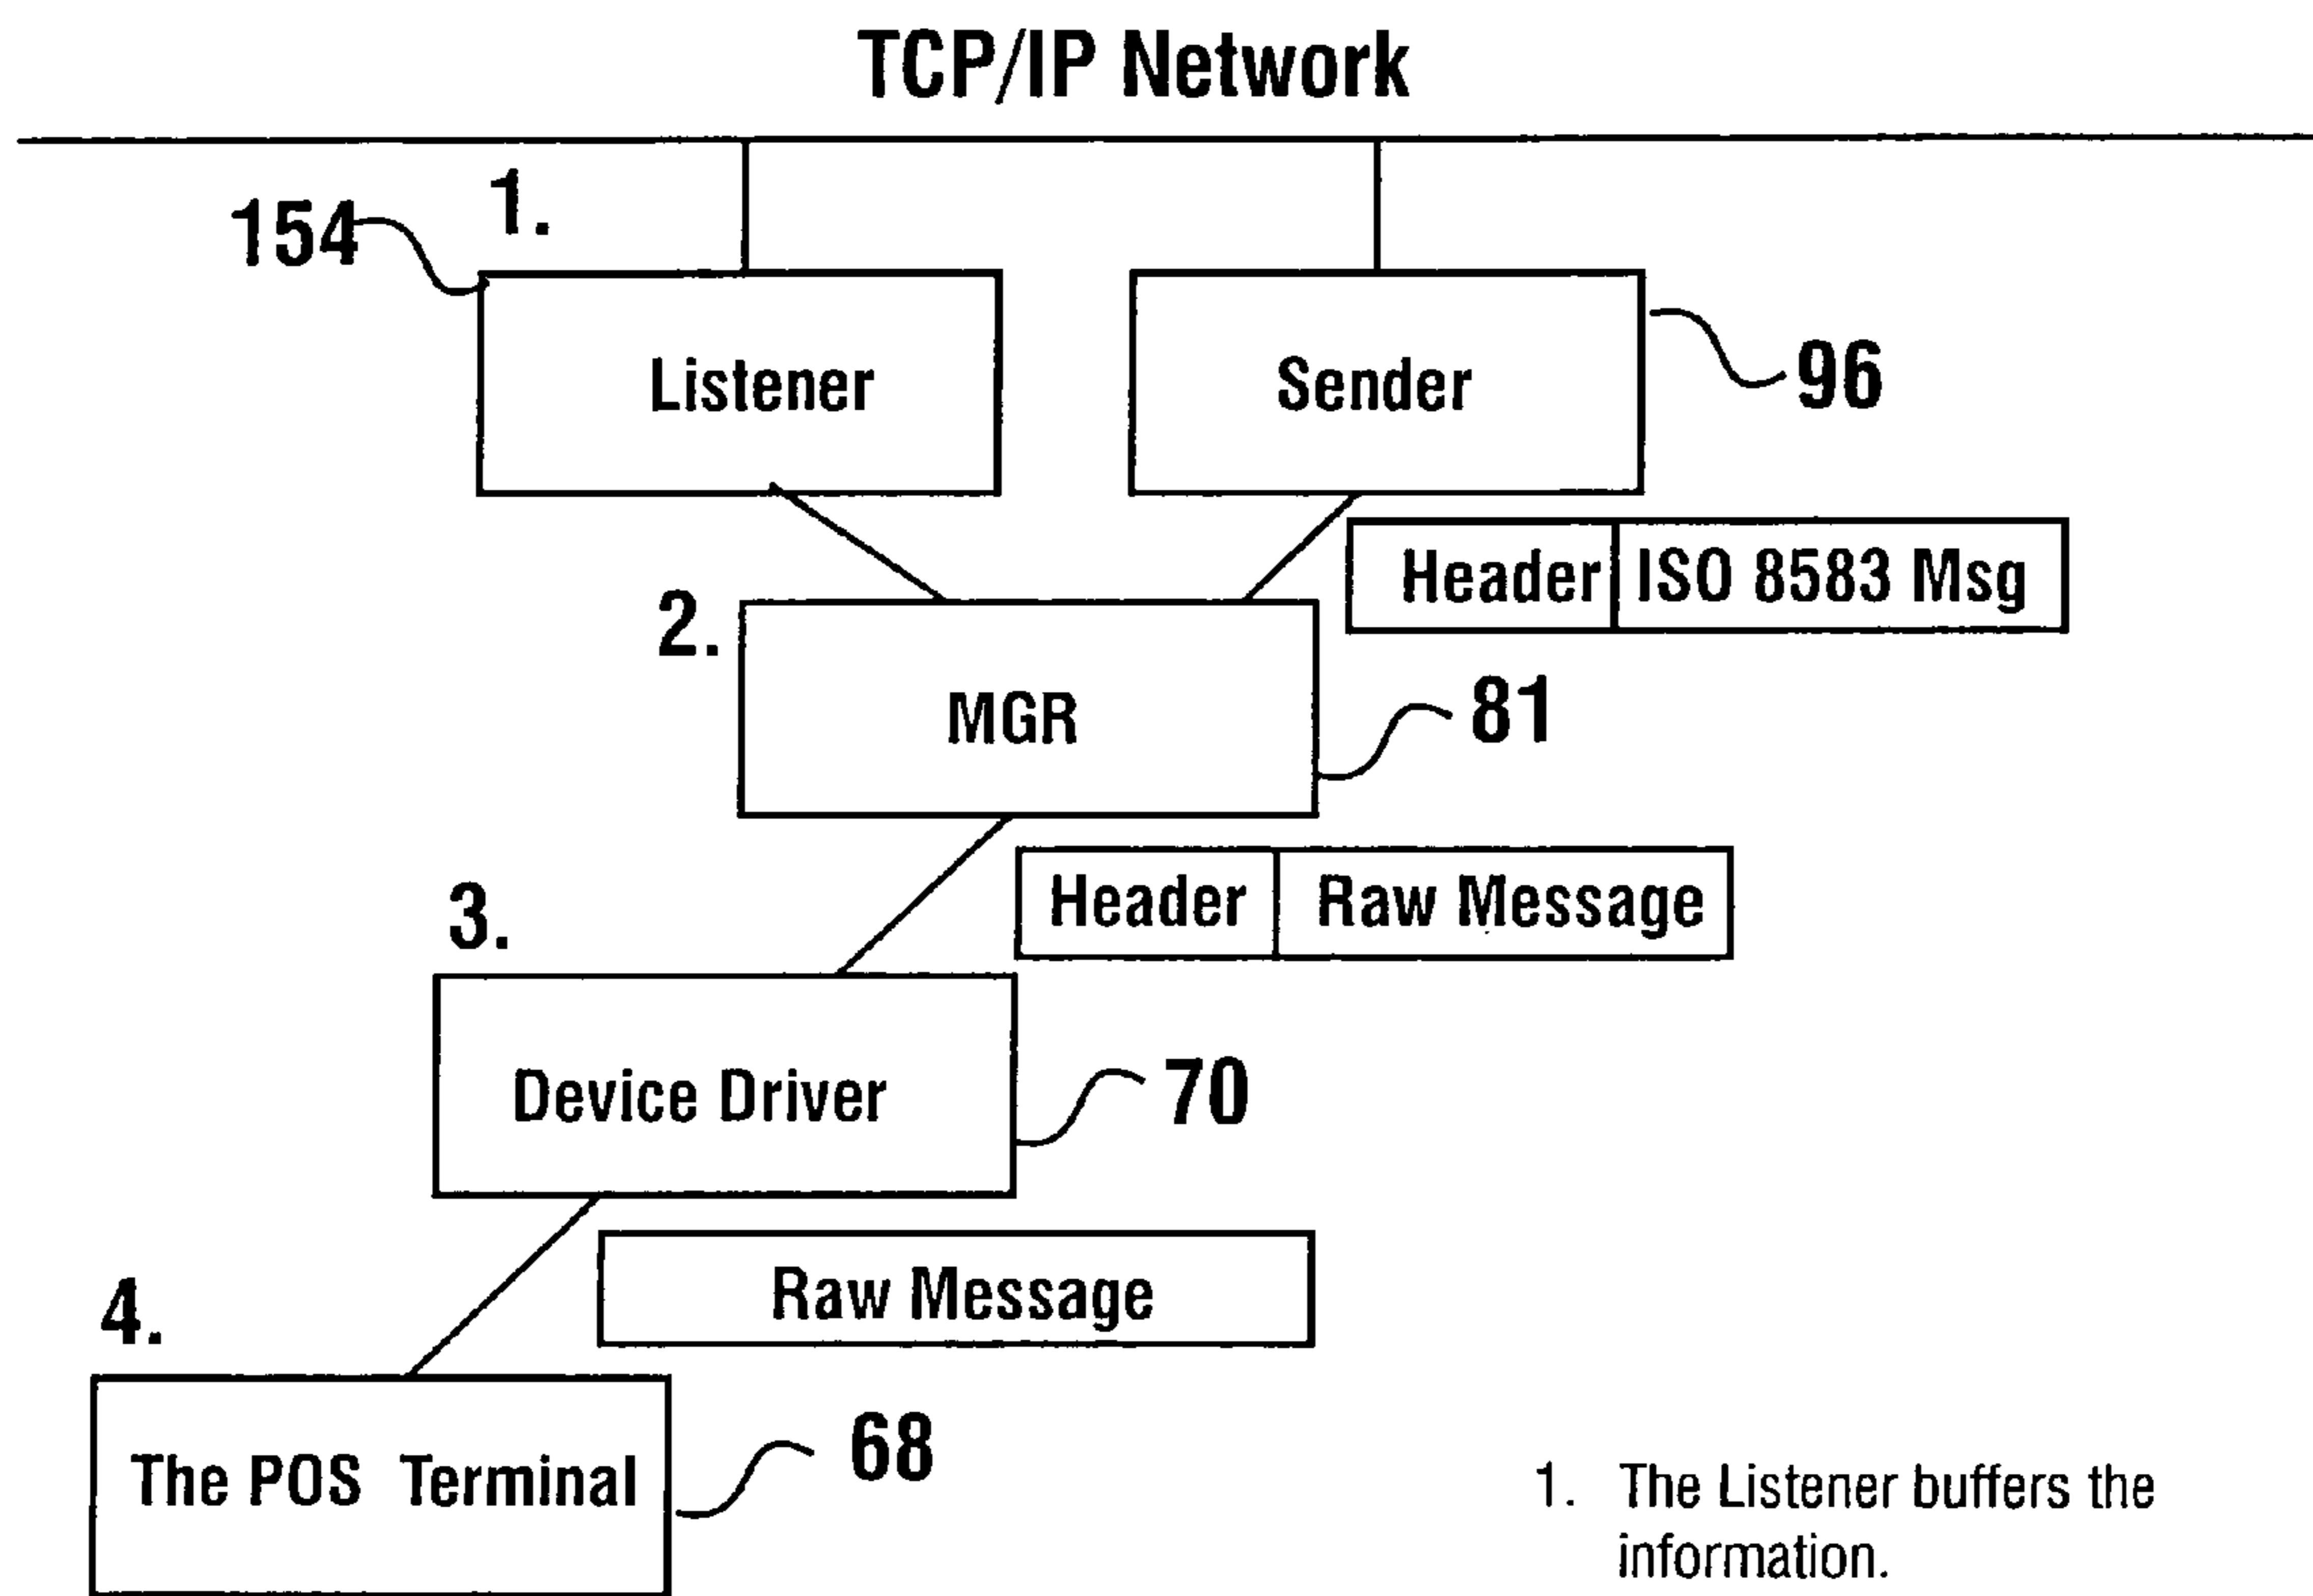 TCP/IP Network
1.
154
Listener
Sender
96
Header ISO 8583 Msg
2.
MGR
81
Header Raw Message
3.
Device Driver
70
Raw Message
4.
The POS Terminal
68
1. The Listener buffers the
information.